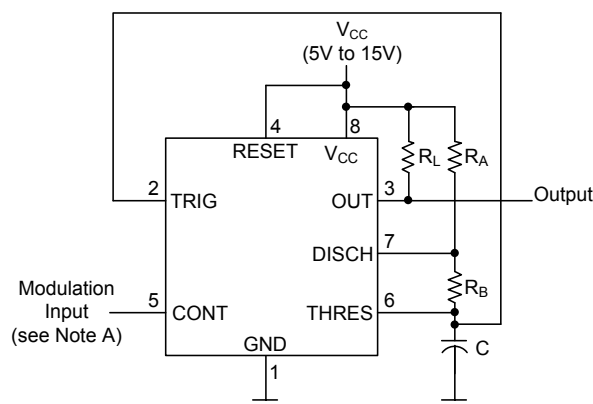 VCC
(5V to 15V)
4
8
RESET
VCC
RL
RA
2
TRIG
OUT
3
Output
DISCH
7
RB
Modulation
Input
(see Note A)
5
CONT
THRES
6
GND
1
C